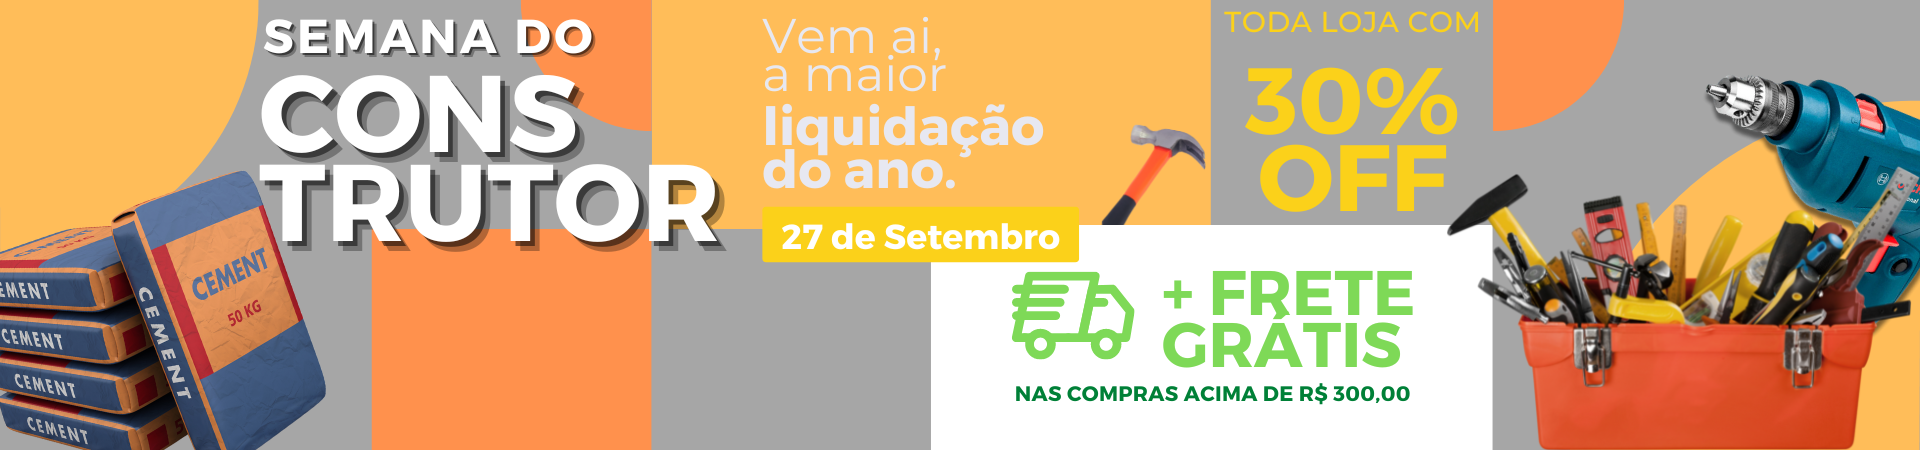 SEMANA DO
CONS
TRUTOR
Vem ai,
a maior
liquidação
do ano.
27 de Setembro
TODA LOJA COM
30%
OFF
+ FRETE
GRÁTIS
NAS COMPRAS ACIMA DE R$ 300,00
CEMENT
50 KG
CEMENT
CEMENT
EMENT
CEMENT
CEMENT
CEMENT